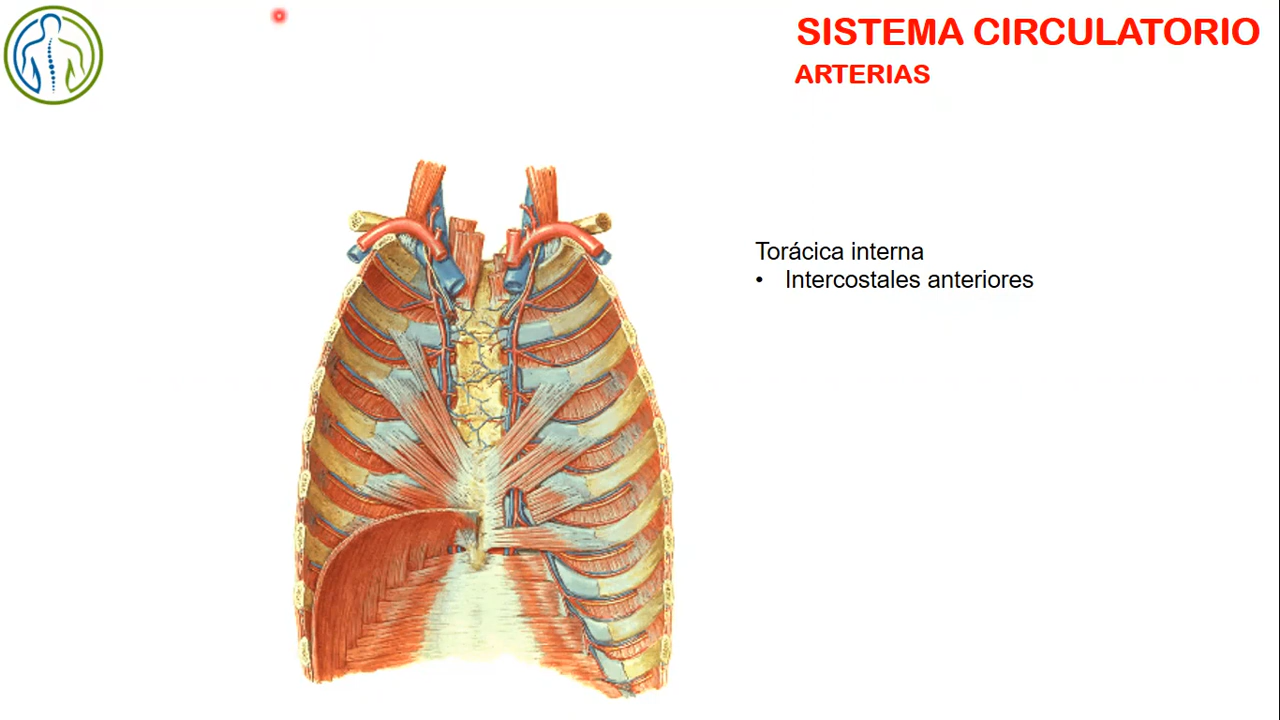 SISTEMA CIRCULATORIO
ARTERIAS
Torácica interna
• Intercostales anteriores